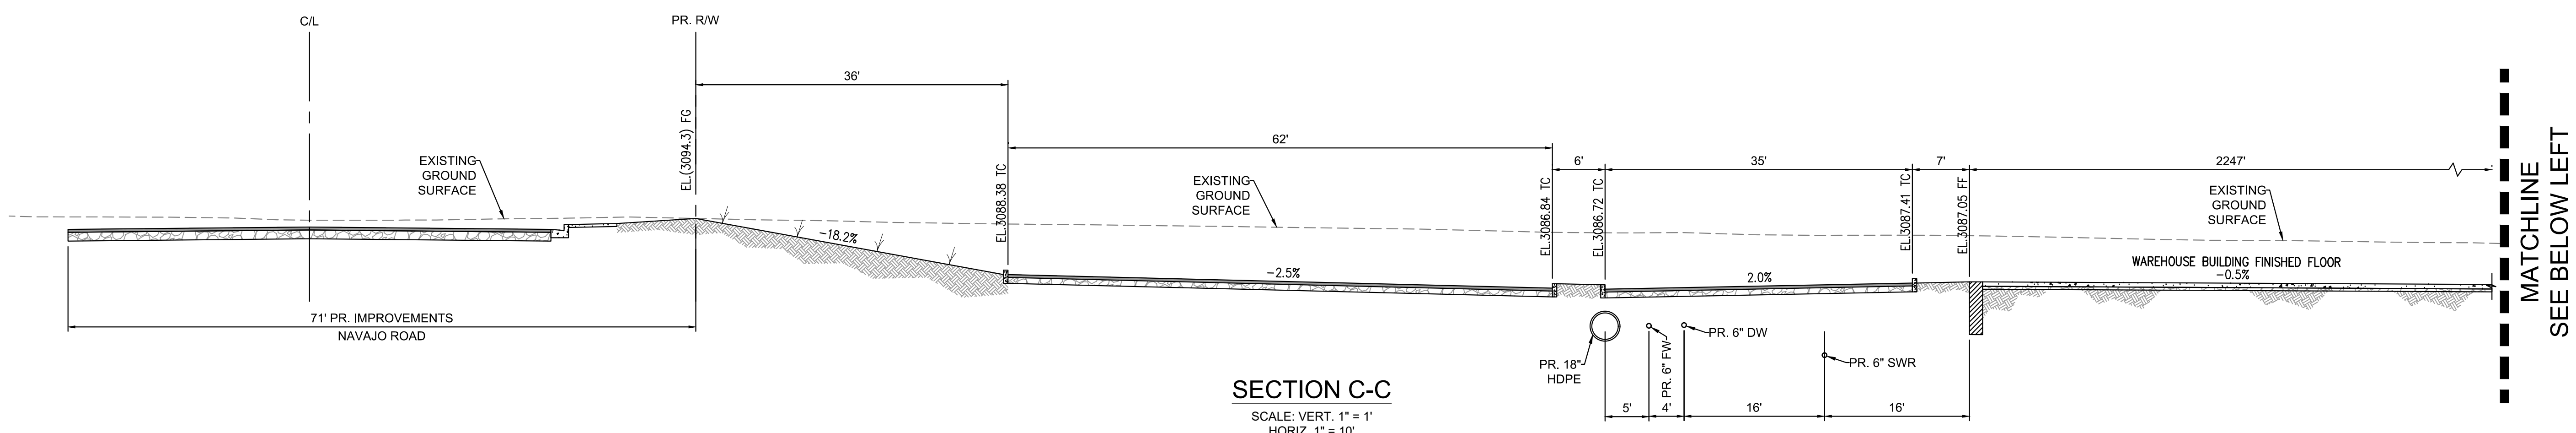 C/L
PR. R/W
36'
EL.(3094.3) FG
62'
EL.3088.38 TC
6'
35'
7'
2247'
EXISTING
GROUND
SURFACE
EXISTING
GROUND
SURFACE
EL.3086.84 TC
EL.3086.72 TC
EL.3087.41 TC
EL.3087.05 FF
EXISTING
GROUND
SURFACE
MATCHLINE
SEE BELOW LEFT
-18.2%
-2.5%
2.0%
WAREHOUSE BUILDING FINISHED FLOOR
-0.5%
71' PR. IMPROVEMENTS
NAVAJO ROAD
PR. 18"
HDPE
PR. 6" FW
PR. 6" DW
PR. 6" SWR
5'
4'
16'
16'
SECTION C-C
SCALE: VERT. 1" = 1'
HORIZ. 1" = 10'